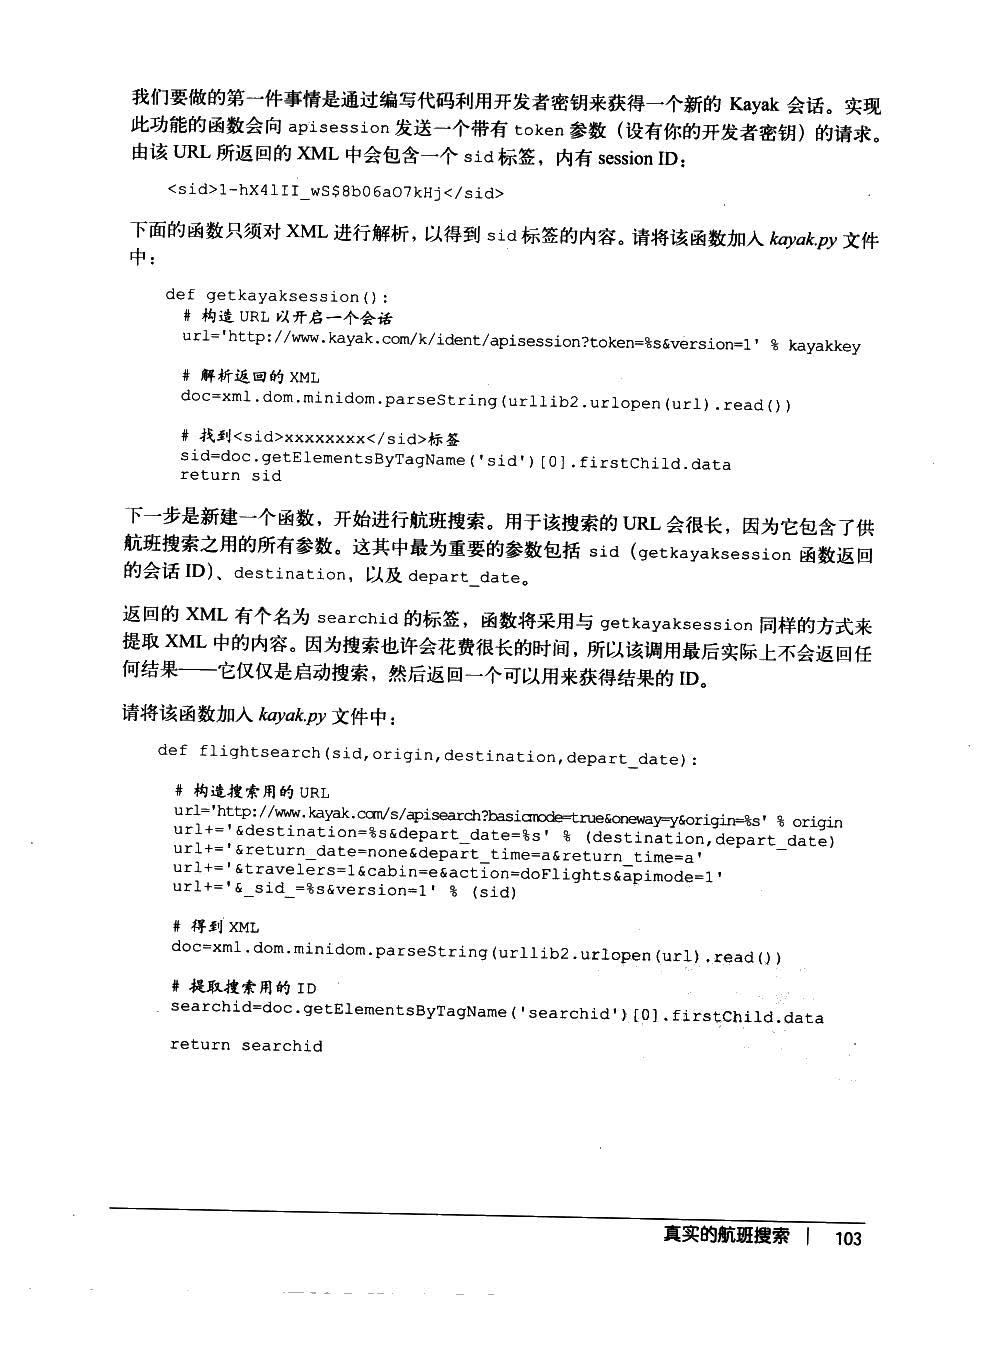 我们要做的第一件事情是通过编写代码利用开发者密钥来获得一个新的 Kayak 会话。实现
此功能的函数会向 apisession 发送一个带有 token 参数（设有你的开发者密钥）的请求。
由该 URL 所返回的 XML 中会包含一个 sid 标签，内有 session ID：
<sid>1-hX4lII_wS$8b06aO7kHj</sid>
下面的函数只须对 XML 进行解析，以得到 sid 标签的内容。请将该函数加入 kayak.py 文件
中：
def getkayaksession():
# 构造 URL 以开启一个会话
url='http://www.kayak.com/k/ident/apisession?token=%s&version=1' % kayakkey
# 解析返回的 XML
doc=xml.dom.minidom.parseString(urllib2.urlopen(url).read())
# 找到<sid>xxxxxxxx</sid>标签
sid=doc.getElementsByTagName('sid')[0].firstChild.data
return sid
下一步是新建一个函数，开始进行航班搜索。用于该搜索的 URL 会很长，因为它包含了供
航班搜索之用的所有参数。这其中最为重要的参数包括 sid（getkayaksession 函数返回
的会话 ID）、destination，以及 depart_date。
返回的 XML 有个名为 searchid 的标签，函数将采用与 getkayaksession 同样的方式来
提取 XML 中的内容。因为搜索也许会花费很长的时间，所以该调用最后实际上不会返回任
何结果——它仅仅是启动搜索，然后返回一个可以用来获得结果的 ID。
请将该函数加入 kayak.py 文件中：
def flightsearch(sid,origin,destination,depart_date):
# 构造搜索用的 URL
url='http://www.kayak.com/s/apisearch?basicmode=true&oneway=y&origin=%s' % origin
url+='&destination=%s&depart_date=%s' % (destination,depart_date)
url+='&return_date=none&depart_time=a&return_time=a'
url+='&travelers=1&cabin=e&action=doFlights&apimode=1'
url+='&_sid_=%s&version=1' % (sid)
# 得到 XML
doc=xml.dom.minidom.parseString(urllib2.urlopen(url).read())
# 提取搜索用的 ID
searchid=doc.getElementsByTagName('searchid')[0].firstChild.data
return searchid
真实的航班搜索 | 103